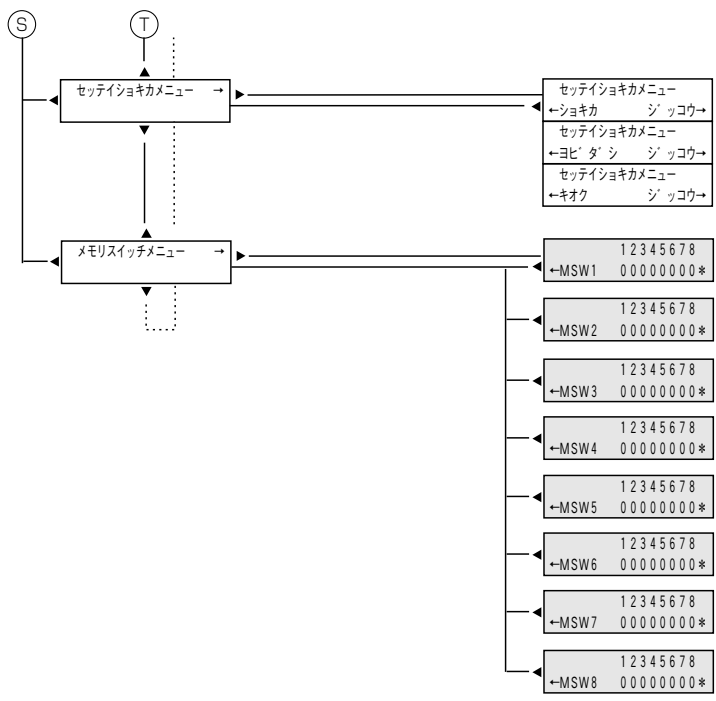 S
T
セッテイショキカメニュー →
セッテイショキカメニュー
←ショキカ ジッコウ→
セッテイショキカメニュー
←ヨビダシ ジッコウ→
セッテイショキカメニュー
←キオク ジッコウ→
メモリスイッチメニュー →
12345678
←MSW1 00000000*
12345678
←MSW2 00000000*
12345678
←MSW3 00000000*
12345678
←MSW4 00000000*
12345678
←MSW5 00000000*
12345678
←MSW6 00000000*
12345678
←MSW7 00000000*
12345678
←MSW8 00000000*